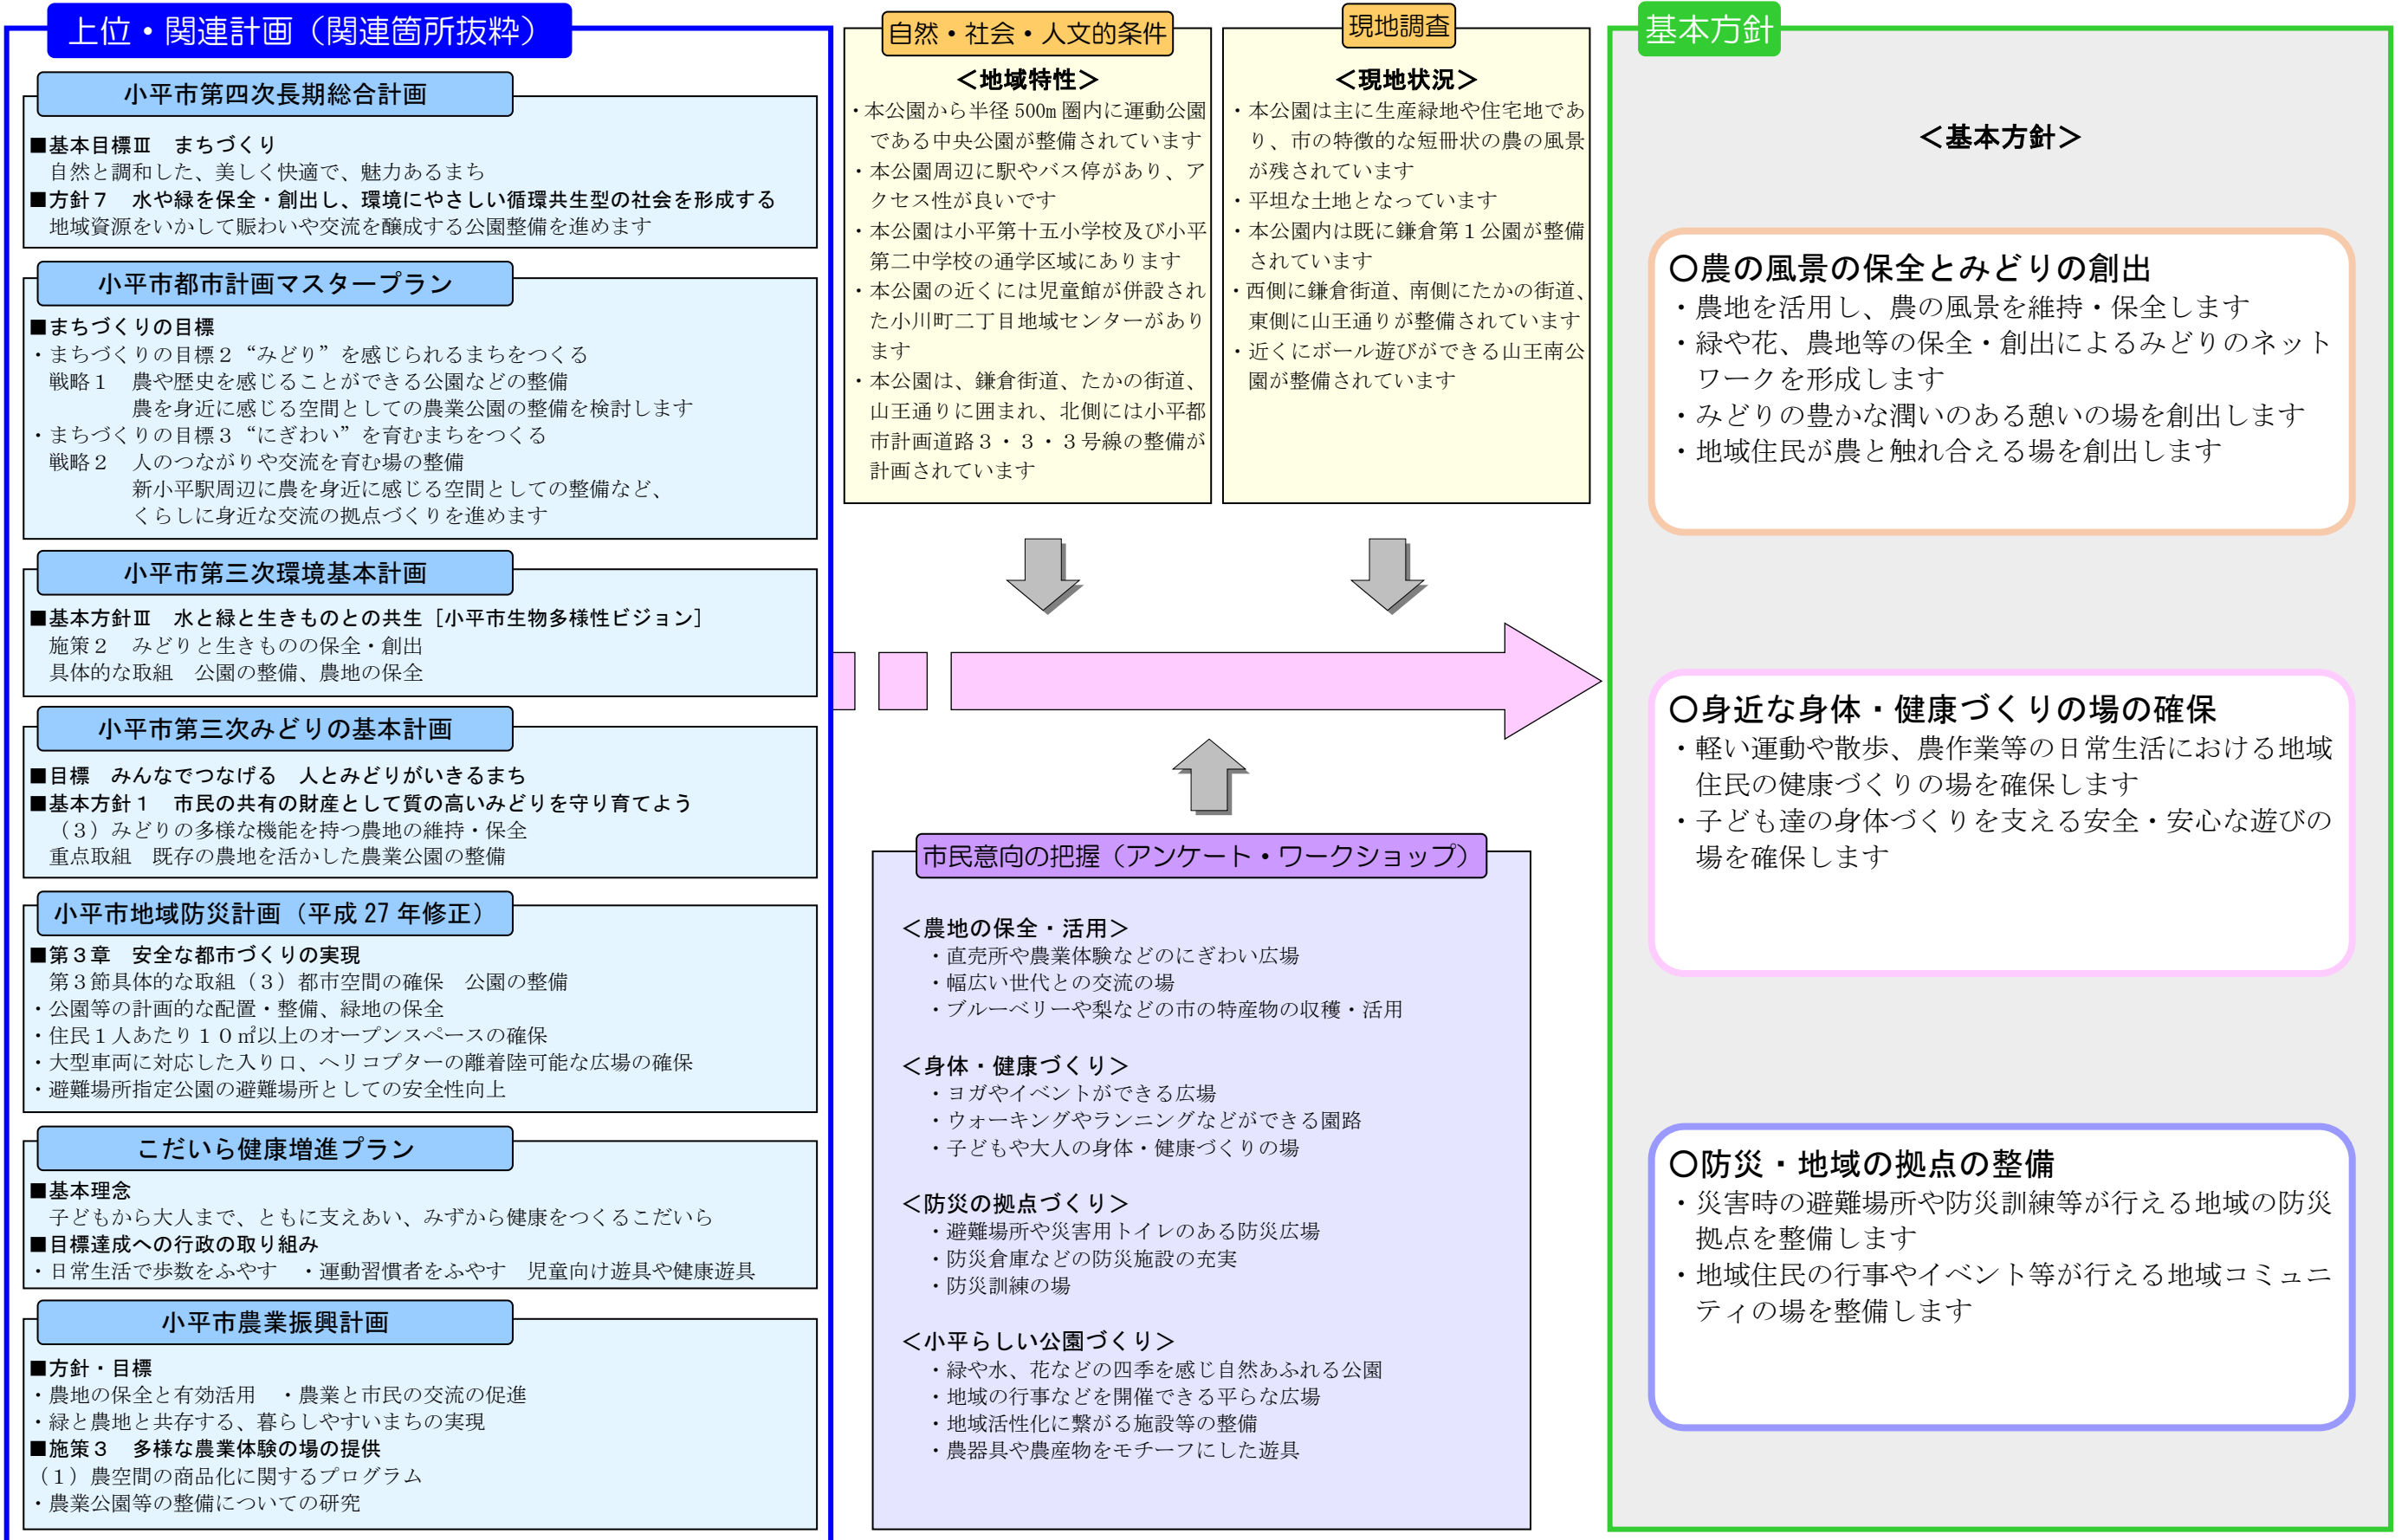 上位・関連計画（関連箇所抜粋）
小平市第四次長期総合計画
■基本目標Ⅲ　まちづくり
自然と調和した、美しく快適で、魅力あるまち
■方針７　水や緑を保全・創出し、環境にやさしい循環共生型の社会を形成する
地域資源をいかして賑わいや交流を醸成する公園整備を進めます
小平市都市計画マスタープラン
■まちづくりの目標
・まちづくりの目標２“みどり”を感じられるまちをつくる
戦略１　農や歴史を感じることができる公園などの整備
農を身近に感じる空間としての農業公園の整備を検討します
・まちづくりの目標３“にぎわい”を育むまちをつくる
戦略２　人のつながりや交流を育む場の整備
新小平駅周辺に農を身近に感じる空間としての整備など、
くらしに身近な交流の拠点づくりを進めます
小平市第三次環境基本計画
■基本方針Ⅲ　水と緑と生きものとの共生［小平市生物多様性ビジョン］
施策２　みどりと生きものの保全・創出
具体的な取組　公園の整備、農地の保全
小平市第三次みどりの基本計画
■目標　みんなでつなげる　人とみどりがいきるまち
■基本方針１　市民の共有の財産として質の高いみどりを守り育てよう
（３）みどりの多様な機能を持つ農地の維持・保全
重点取組　既存の農地を活かした農業公園の整備
小平市地域防災計画（平成27年修正）
■第３章　安全な都市づくりの実現
第３節具体的な取組（３）都市空間の確保　公園の整備
・公園等の計画的な配置・整備、緑地の保全
・住民１人あたり１０㎡以上のオープンスペースの確保
・大型車両に対応した入り口、ヘリコプターの離着陸可能な広場の確保
・避難場所指定公園の避難場所としての安全性向上
こだいら健康増進プラン
■基本理念
子どもから大人まで、ともに支えあい、みずから健康をつくるこだいら
■目標達成への行政の取り組み
・日常生活で歩数をふやす　・運動習慣者をふやす　児童向け遊具や健康遊具
小平市農業振興計画
■方針・目標
・農地の保全と有効活用　・農業と市民の交流の促進
・緑と農地と共存する、暮らしやすいまちの実現
■施策３　多様な農業体験の場の提供
（１）農空間の商品化に関するプログラム
・農業公園等の整備についての研究
自然・社会・人文的条件
＜地域特性＞
・本公園から半径500m圏内に運動公園
である中央公園が整備されています
・本公園周辺に駅やバス停があり、ア
クセス性が良いです
・本公園は小平第十五小学校及び小平
第二中学校の通学区域にあります
・本公園の近くには児童館が併設され
た小川町二丁目地域センターがあり
ます
・本公園は、鎌倉街道、たかの街道、
山王通りに囲まれ、北側には小平都
市計画道路３・３・３号線の整備が
計画されています
現地調査
＜現地状況＞
・本公園は主に生産緑地や住宅地であ
り、市の特徴的な短冊状の農の風景
が残されています
・平坦な土地となっています
・本公園内は既に鎌倉第１公園が整備
されています
・西側に鎌倉街道、南側にたかの街道、
東側に山王通りが整備されています
・近くにボール遊びができる山王南公
園が整備されています
市民意向の把握（アンケート・ワークショップ）
＜農地の保全・活用＞
・直売所や農業体験などのにぎわい広場
・幅広い世代との交流の場
・ブルーベリーや梨などの市の特産物の収穫・活用
＜身体・健康づくり＞
・ヨガやイベントができる広場
・ウォーキングやランニングなどができる園路
・子どもや大人の身体・健康づくりの場
＜防災の拠点づくり＞
・避難場所や災害用トイレのある防災広場
・防災倉庫などの防災施設の充実
・防災訓練の場
＜小平らしい公園づくり＞
・緑や水、花などの四季を感じ自然あふれる公園
・地域の行事などを開催できる平らな広場
・地域活性化に繋がる施設等の整備
・農器具や農産物をモチーフにした遊具
基本方針
＜基本方針＞
〇農の風景の保全とみどりの創出
・農地を活用し、農の風景を維持・保全します
・緑や花、農地等の保全・創出によるみどりのネット
ワークを形成します
・みどりの豊かな潤いのある憩いの場を創出します
・地域住民が農と触れ合える場を創出します
〇身近な身体・健康づくりの場の確保
・軽い運動や散歩、農作業等の日常生活における地域
住民の健康づくりの場を確保します
・子ども達の身体づくりを支える安全・安心な遊びの
場を確保します
〇防災・地域の拠点の整備
・災害時の避難場所や防災訓練等が行える地域の防災
拠点を整備します
・地域住民の行事やイベント等が行える地域コミュニ
ティの場を整備します